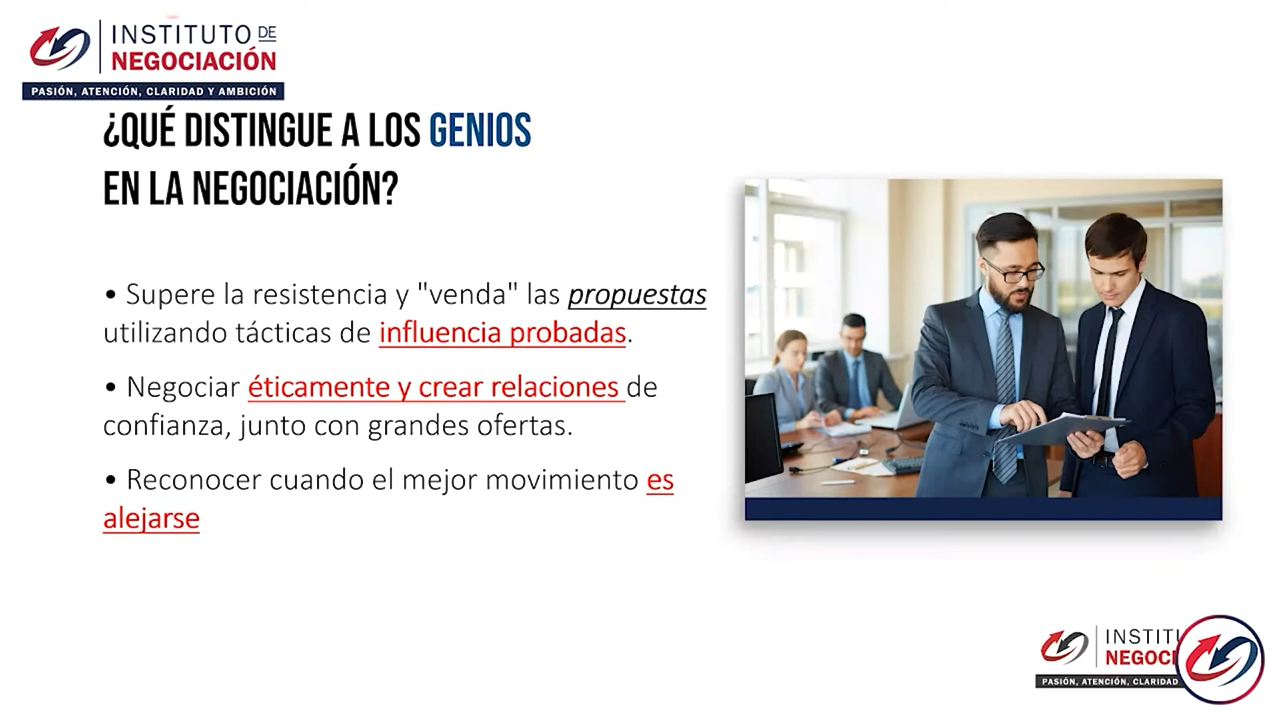 INSTITUTO DE
NEGOCIACIÓN
PASIÓN, ATENCIÓN, CLARIDAD Y AMBICIÓN
¿QUÉ DISTINGUE A LOS GENIOS
EN LA NEGOCIACIÓN?
• Supere la resistencia y "venda" las propuestas
utilizando tácticas de influencia probadas.
• Negociar éticamente y crear relaciones de
confianza, junto con grandes ofertas.
• Reconocer cuando el mejor movimiento es
alejarse
PASIÓN, ATENCIÓN, CLARIDAD